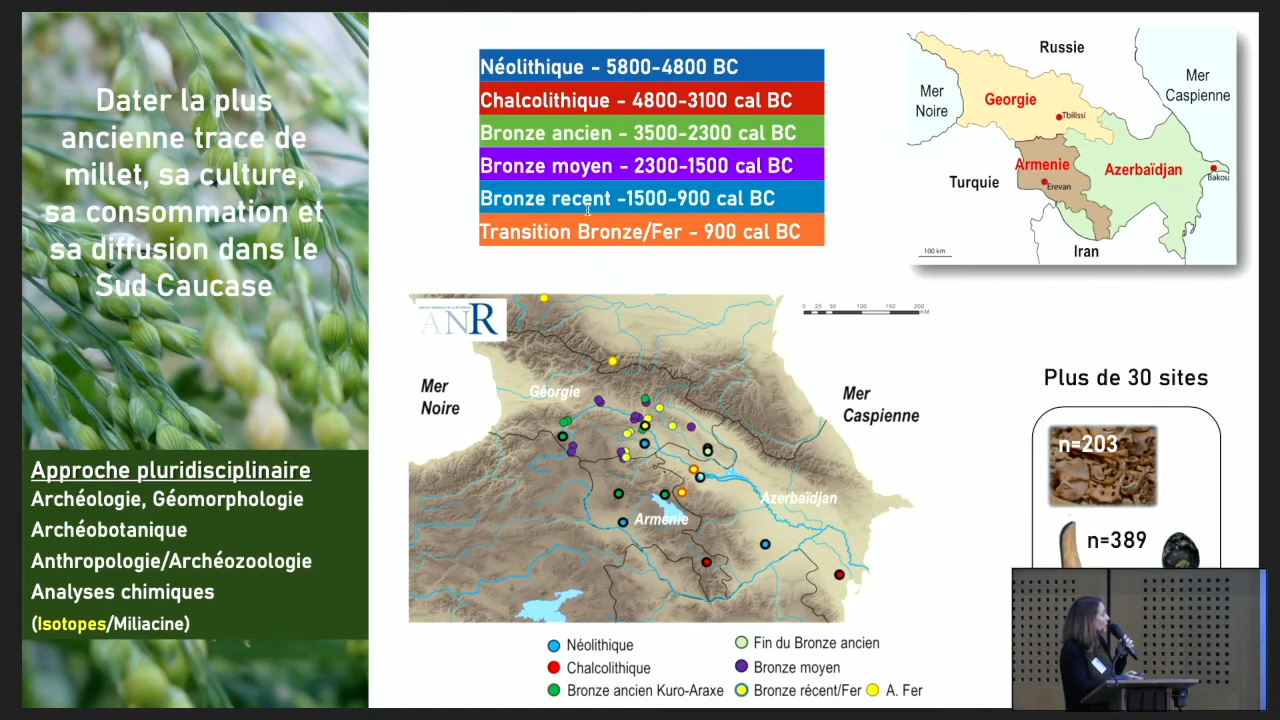 Dater la plus
ancienne trace de
millet, sa culture,
sa consommation et
sa diffusion dans le
Sud Caucase
Approche pluridisciplinaire
Archéologie, Géomorphologie
Archéobotanique
Anthropologie/Archéozoologie
Analyses chimiques
(Isotopes/Miliacine)
Néolithique - 5800-4800 BC
Chalcolithique - 4800-3100 cal BC
Bronze ancien - 3500-2300 cal BC
Bronze moyen - 2300-1500 cal BC
Bronze recent -1500-900 cal BC
Transition Bronze/Fer - 900 cal BC
Russie
Mer
Noire
Mer
Caspienne
Georgie
Tbilissi
Armenie
Erevan
Azerbaïdjan
Bakou
Turquie
Iran
100 km
ANR
0 25 50 100 150 200
KM
Mer
Noire
Géorgie
Mer
Caspienne
Azerbaïdjan
Armenie
Néolithique
Chalcolithique
Bronze ancien Kuro-Araxe
Fin du Bronze ancien
Bronze moyen
Bronze récent/Fer
A. Fer
Plus de 30 sites
n=203
n=389